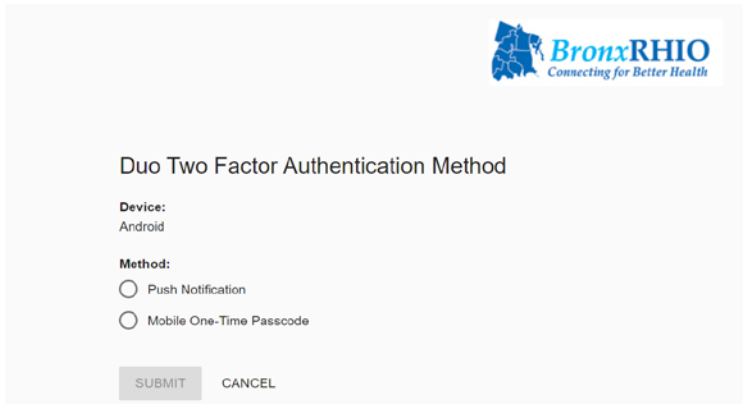 BronxRHIO
Connecting for Better Health
Duo Two Factor Authentication Method
Device:
Android
Method:
Push Notification
Mobile One-Time Passcode
SUBMIT CANCEL